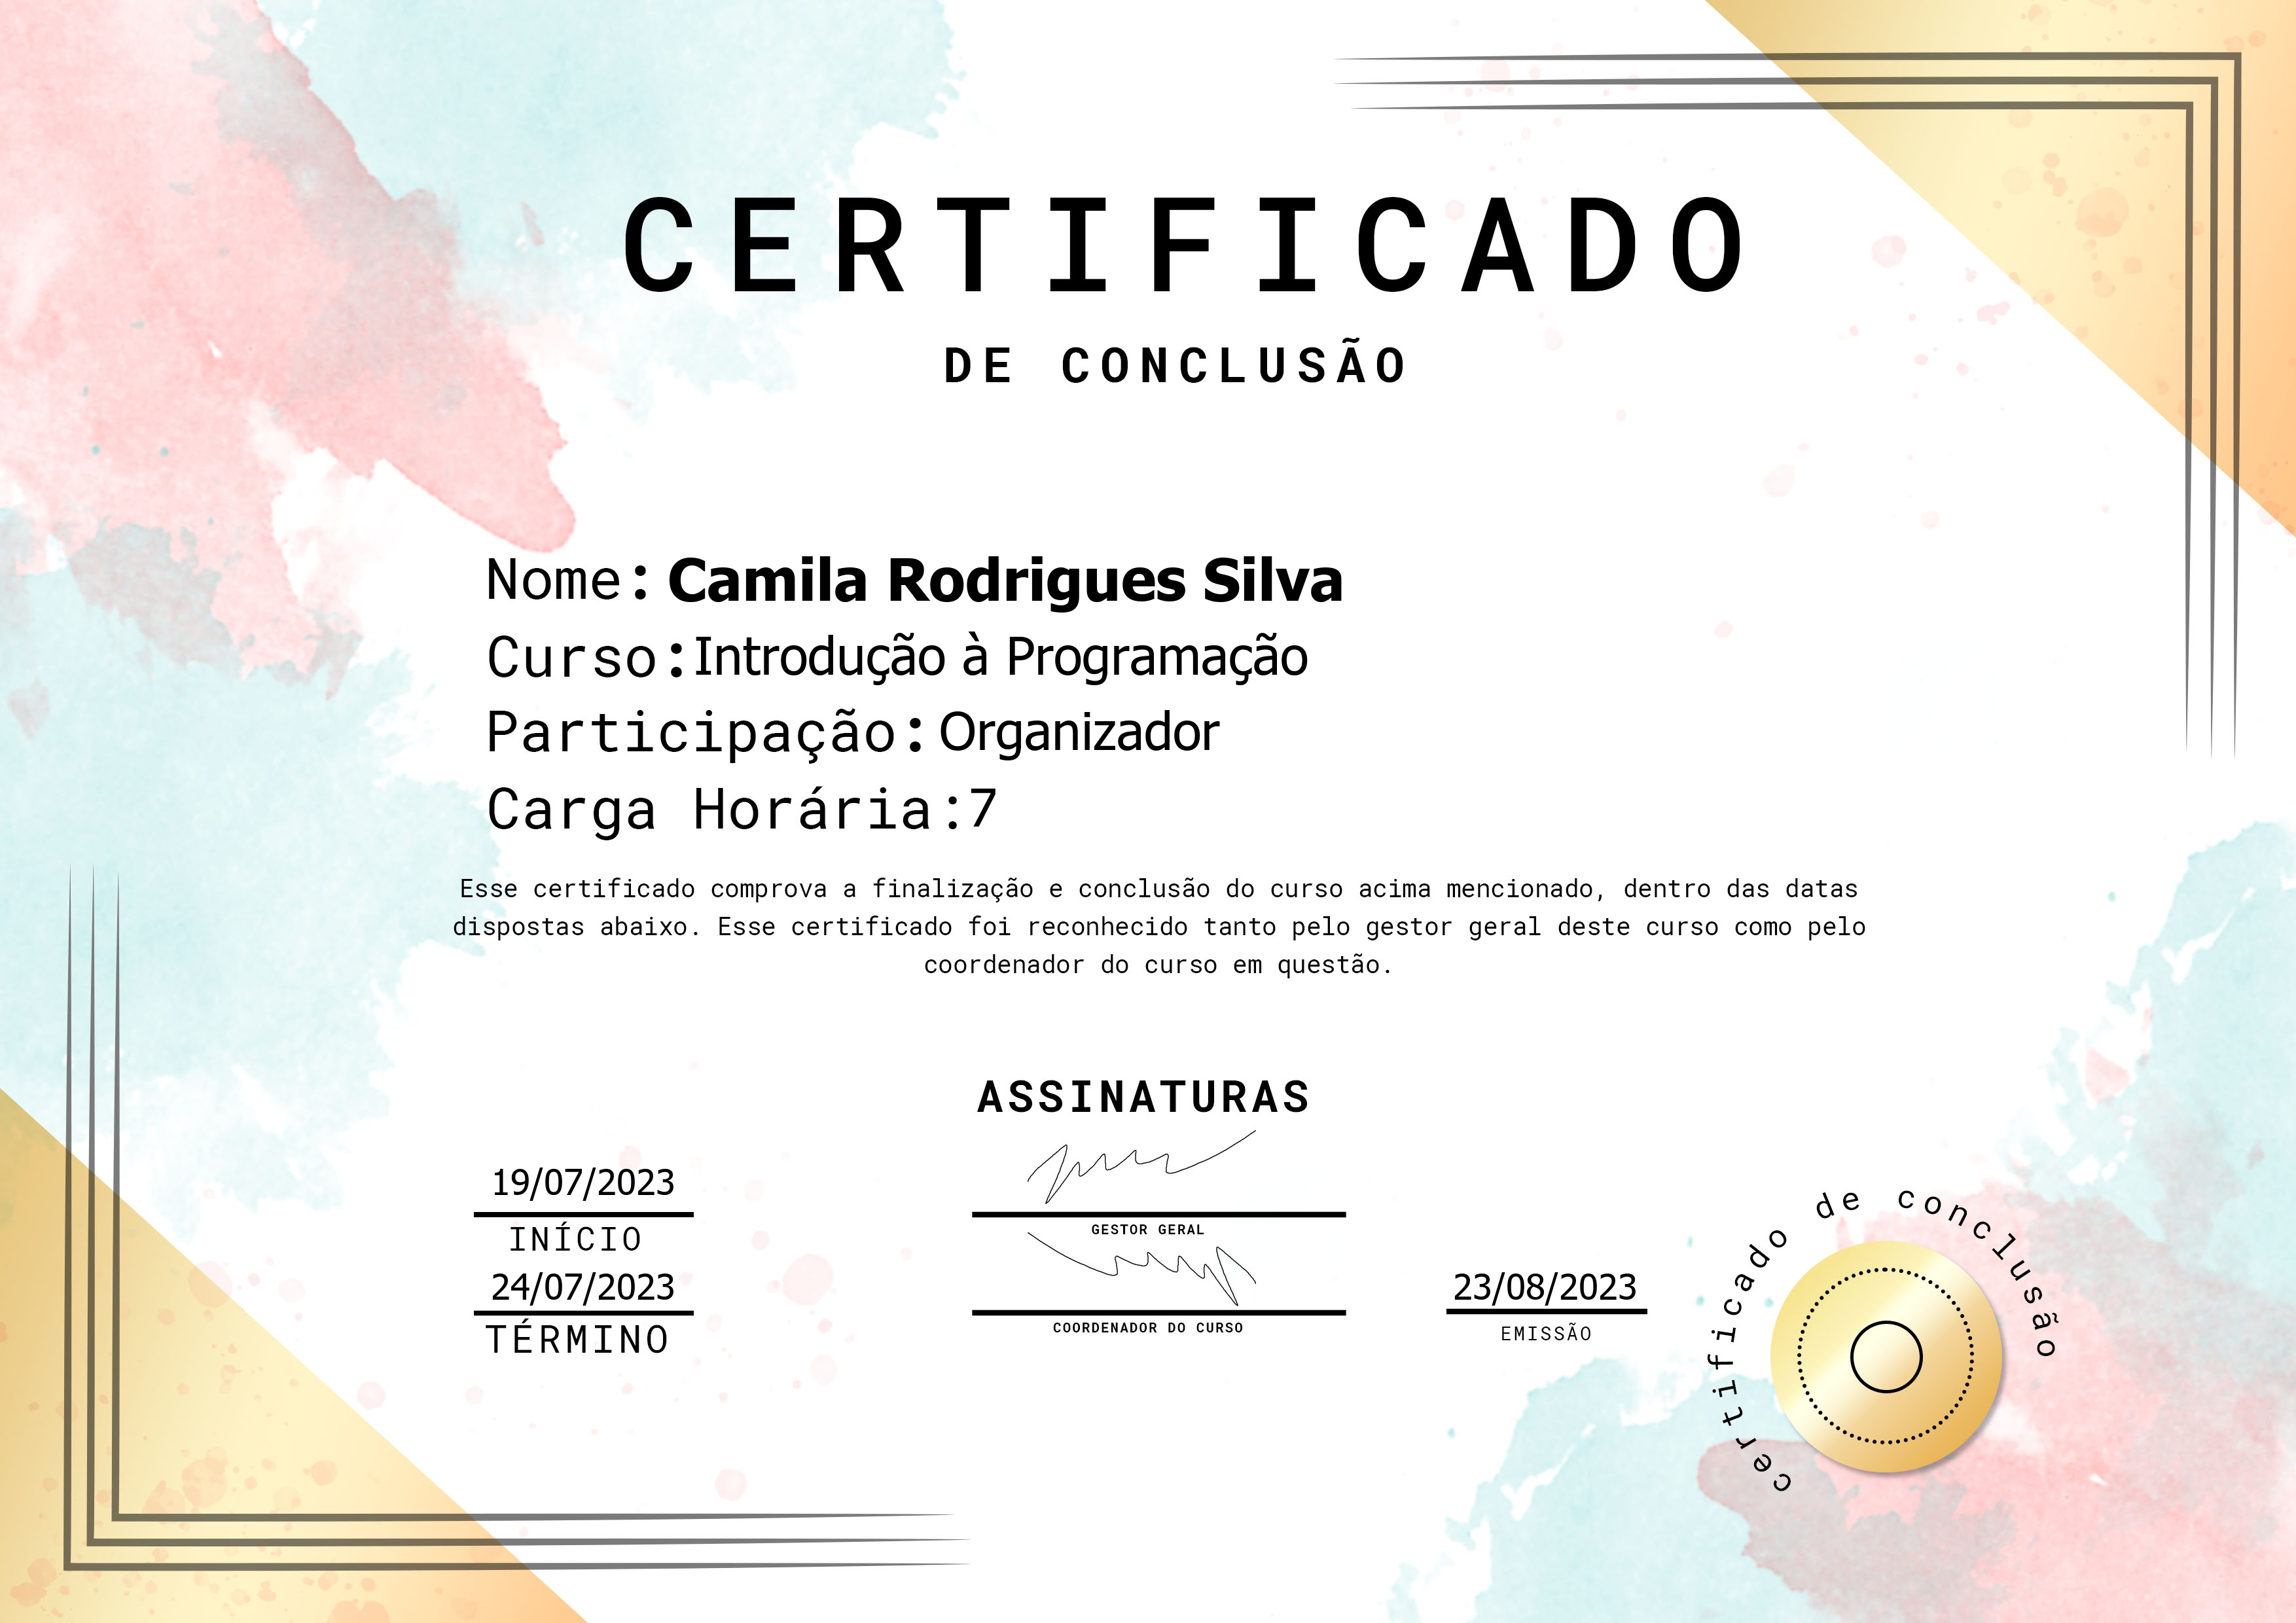 CERTIFICADO
DE CONCLUSÃO
Nome: Camila Rodrigues Silva
Curso:Introdução à Programação
Participação: Organizador
Carga Horária:7
Esse certificado comprova a finalização e conclusão do curso acima mencionado, dentro das datas
dispostas abaixo. Esse certificado foi reconhecido tanto pelo gestor geral deste curso como pelo
coordenador do curso em questão.
ASSINATURAS
19/07/2023
INÍCIO
GESTOR GERAL
24/07/2023
TÉRMINO
COORDENADOR DO CURSO
23/08/2023
EMISSÃO
certificado de conclusão